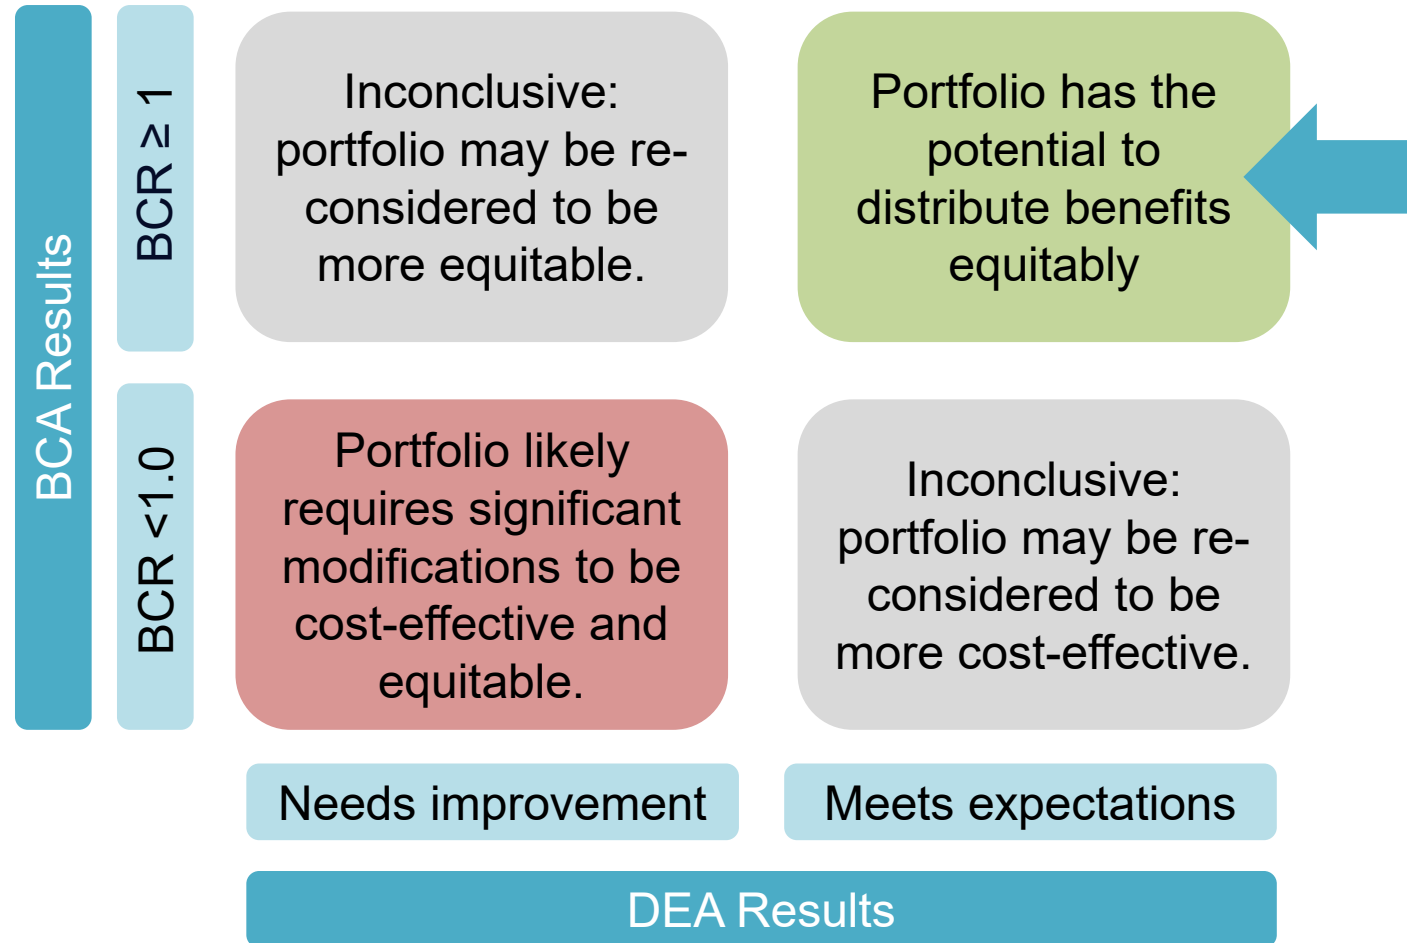 BCA Results
BCR ≥ 1
Inconclusive:
portfolio may be re-
considered to be
more equitable.
Portfolio has the
potential to
distribute benefits
equitably
BCR <1.0
Portfolio likely
requires significant
modifications to be
cost-effective and
equitable.
Inconclusive:
portfolio may be re-
considered to be
more cost-effective.
Needs improvement
Meets expectations
DEA Results